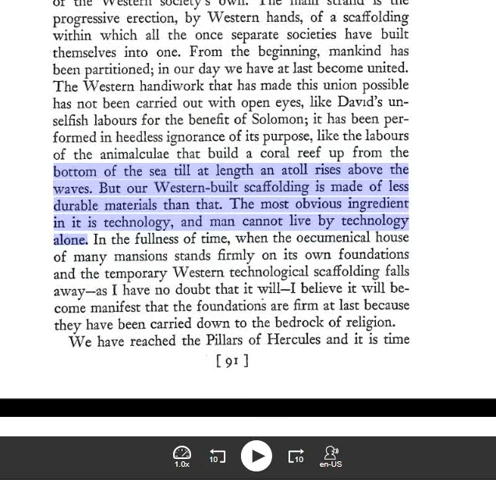 of the Western society's own. The main strand is the
progressive erection, by Western hands, of a scaffolding
within which all the once separate societies have built
themselves into one. From the beginning, mankind has
been partitioned; in our day we have at last become united.
The Western handiwork that has made this union possible
has not been carried out with open eyes, like David's un-
selfish labours for the benefit of Solomon; it has been per-
formed in heedless ignorance of its purpose, like the labours
of the animalculae that build a coral reef up from the
bottom of the sea till at length an atoll rises above the
waves. But our Western-built scaffolding is made of less
durable materials than that. The most obvious ingredient
in it is technology, and man cannot live by technology
alone. In the fullness of time, when the oecumenical house
of many mansions stands firmly on its own foundations
and the temporary Western technological scaffolding falls
away—as I have no doubt that it will—I believe it will be-
come manifest that the foundations are firm at last because
they have been carried down to the bedrock of religion.
We have reached the Pillars of Hercules and it is time
[ 91 ]
1.0x 10 10 en-US